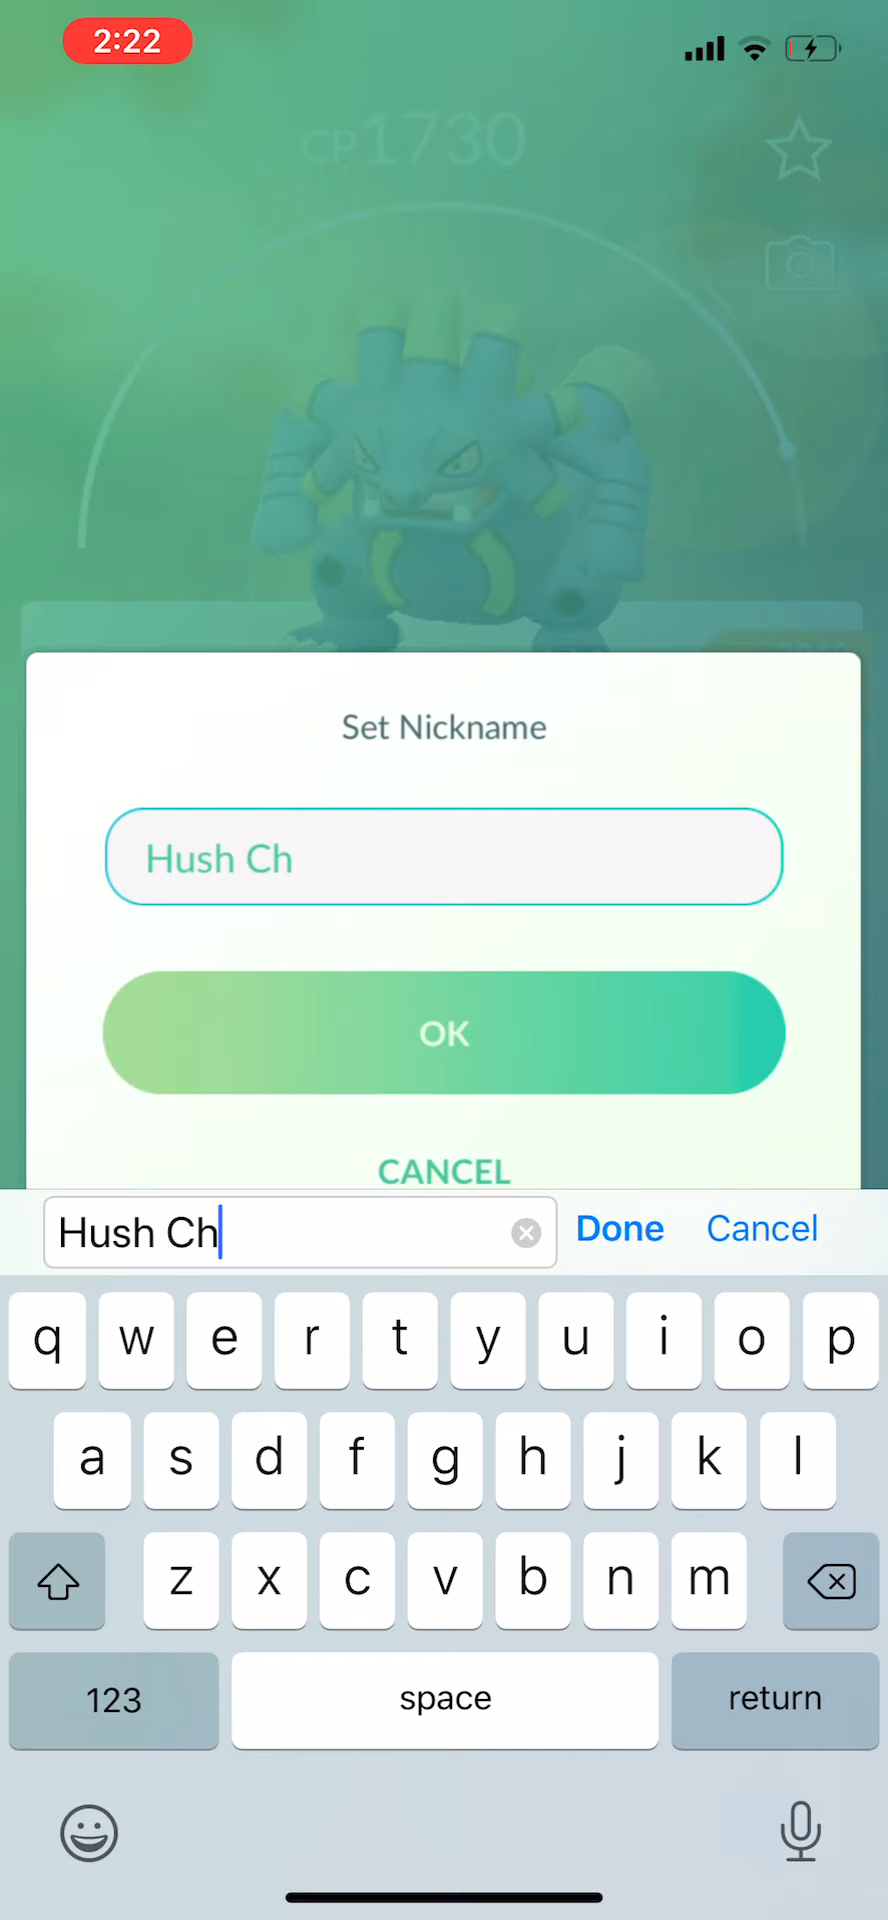 2:22
CP1730
Set Nickname
Hush Ch
OK
CANCEL
Hush Ch Done Cancel
q w e r t y u i o p
a s d f g h j k l
z x c v b n m
123 space return